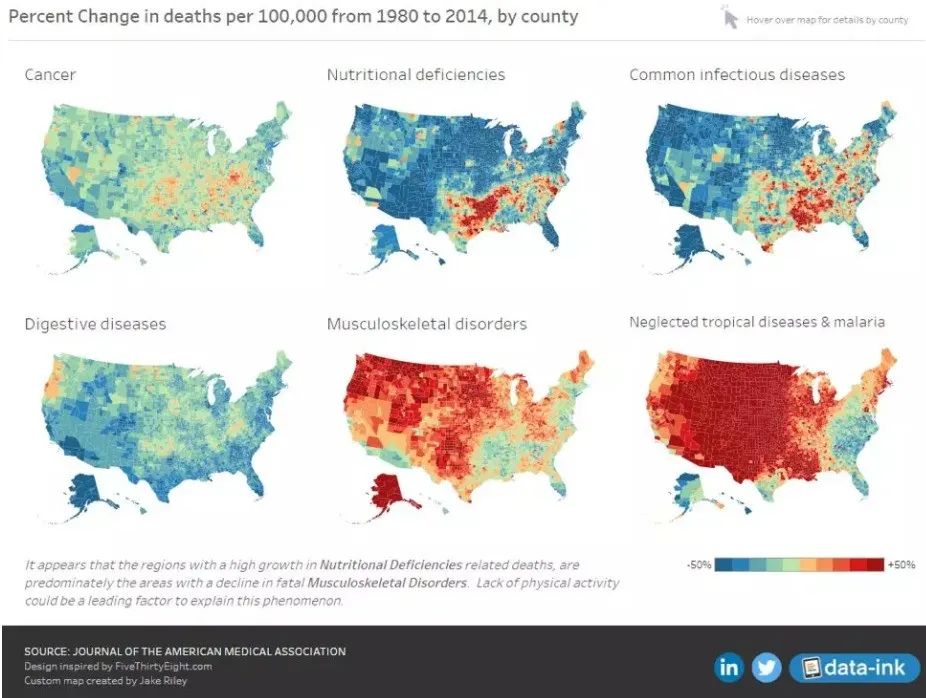 Percent Change in deaths per 100,000 from 1980 to 2014, by county
Hover over map for details by county
Cancer
Nutritional deficiencies
Common infectious diseases
Digestive diseases
Musculoskeletal disorders
Neglected tropical diseases & malaria
It appears that the regions with a high growth in Nutritional Deficiencies related deaths, are
predominately the areas with a decline in fatal Musculoskeletal Disorders. Lack of physical activity
could be a leading factor to explain this phenomenon.
-50%
+50%
SOURCE: JOURNAL OF THE AMERICAN MEDICAL ASSOCIATION
Design inspired by FiveThirtyEight.com
Custom map created by Jake Riley
in
data-ink